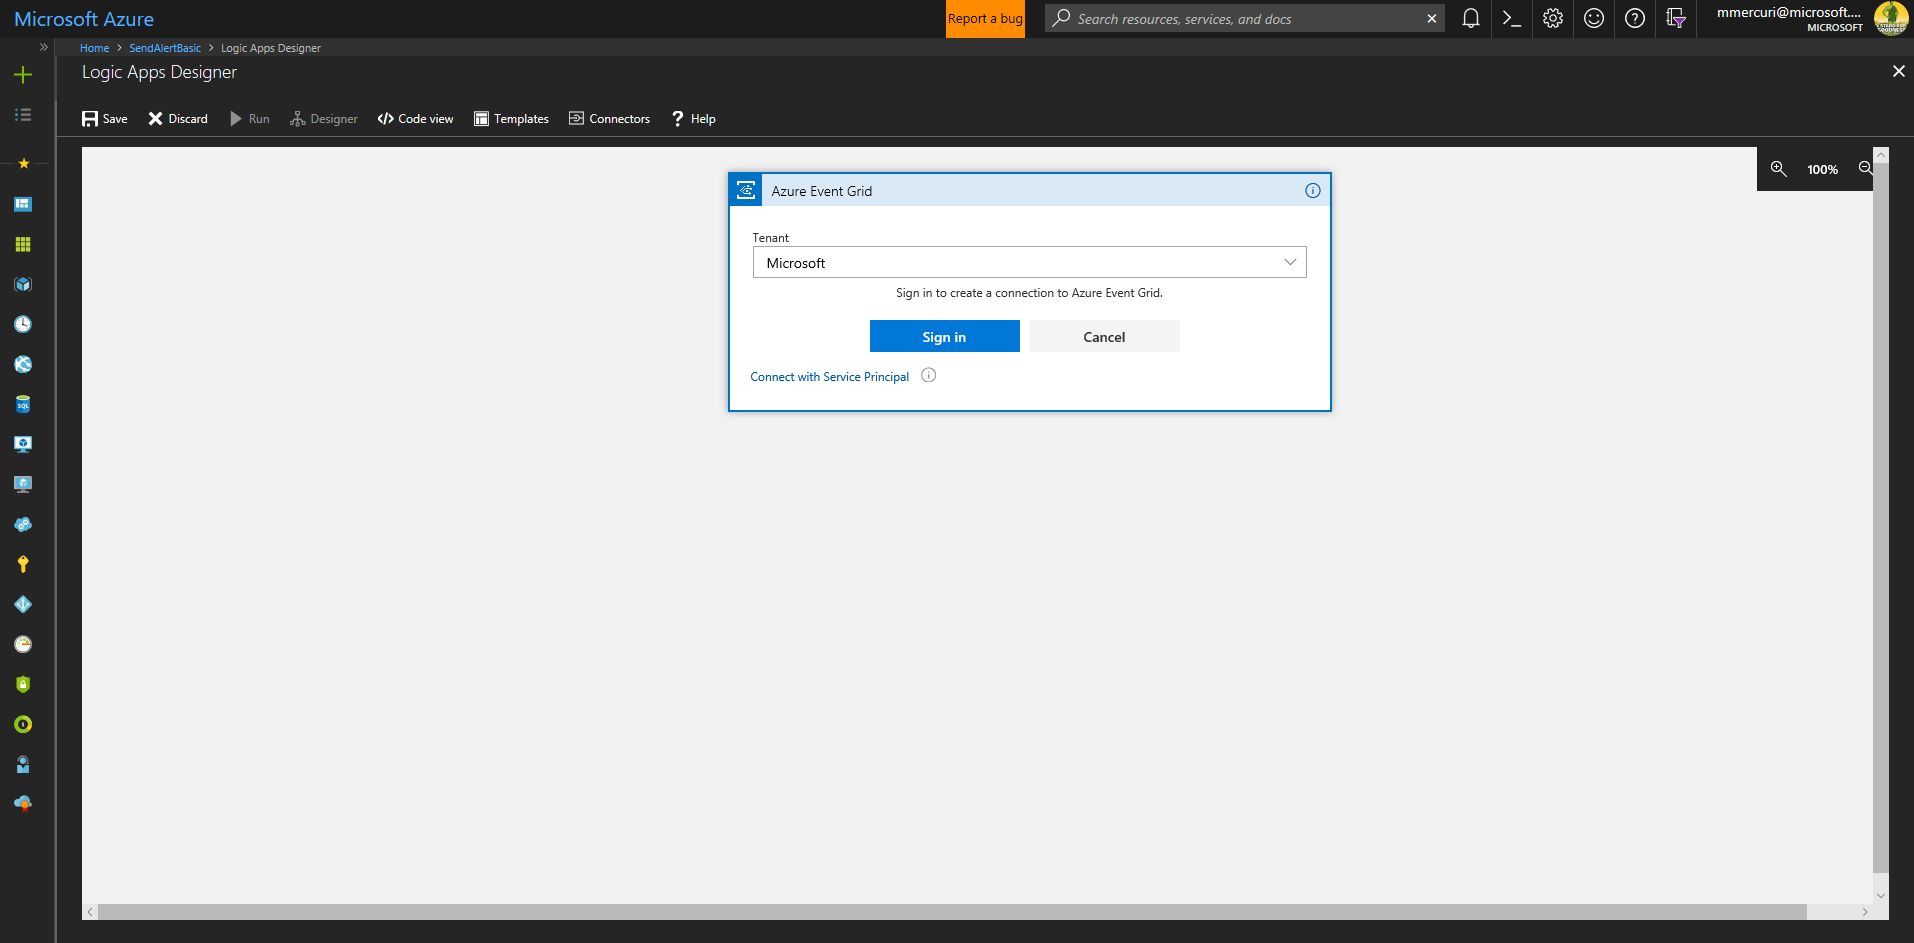 Microsoft Azure
Report a bug
Search resources, services, and docs
mmercuri@microsoft....
MICROSOFT
Home > SendAlertBasic > Logic Apps Designer
Logic Apps Designer
Save
Discard
Run
Designer
Code view
Templates
Connectors
Help
100%
Azure Event Grid
Tenant
Microsoft
Sign in to create a connection to Azure Event Grid.
Sign in
Cancel
Connect with Service Principal
SQL